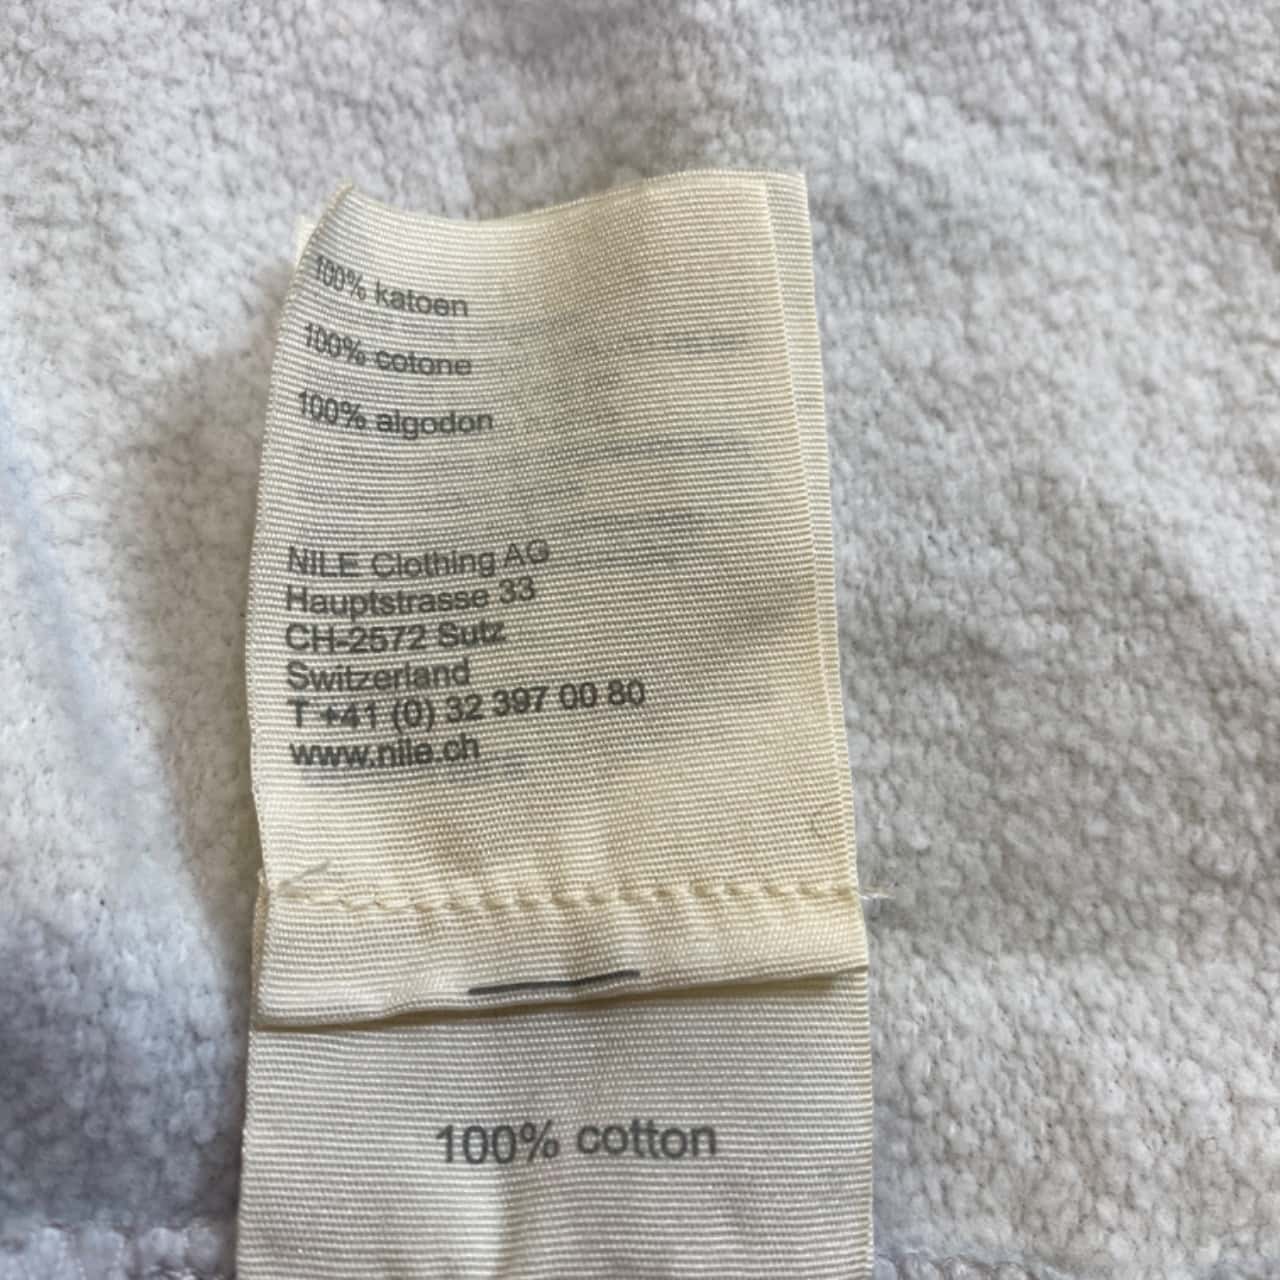 100% katoen
100% cotone
100% algodon
NILE Clothing AG
Hauptstrasse 33
CH-2572 Sutz
Switzerland
T +41 (0) 32 397 00 80
www.nile.ch
100% cotton